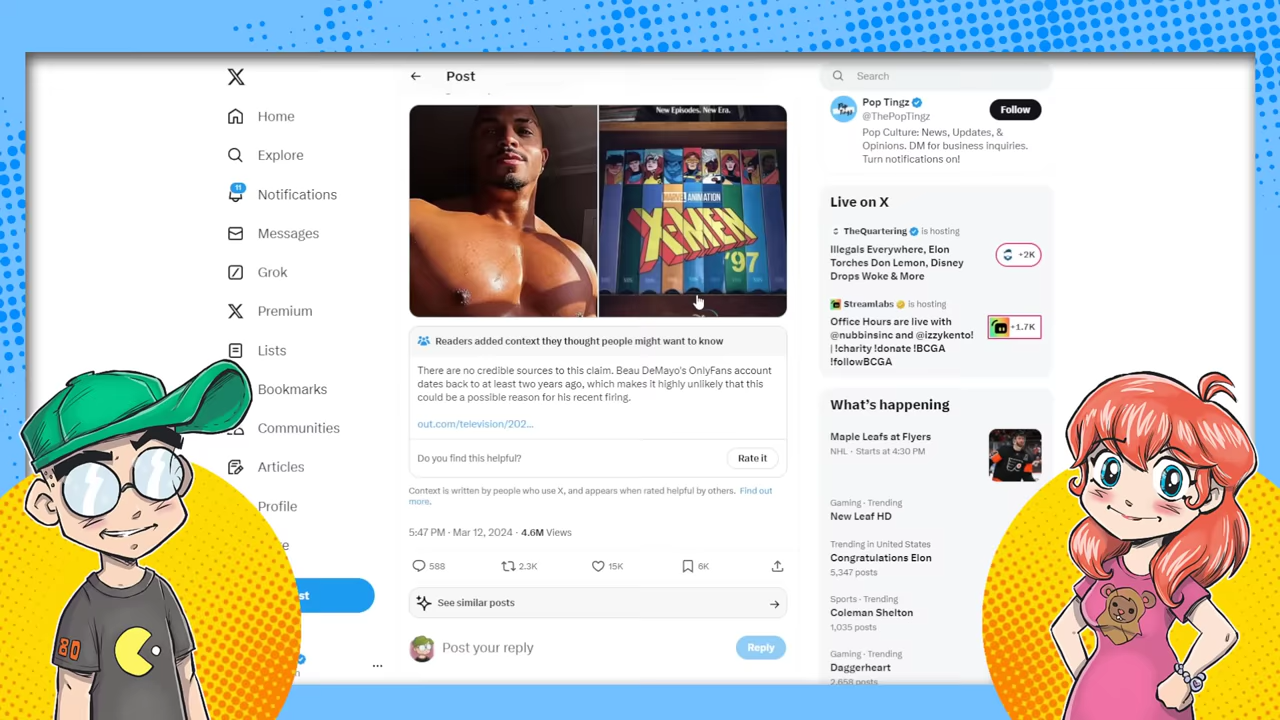 Home
Explore
11
Notifications
Messages
Grok
Premium
Lists
Bookmarks
Communities
Articles
Profile
Post
New Episodes. New Era.
MARVEL ANIMATION
X-MEN
'97
Readers added context they thought people might want to know
There are no credible sources to this claim. Beau DeMayo's OnlyFans account
dates back to at least two years ago, which makes it highly unlikely that this
could be a possible reason for his recent firing.
out.com/television/202...
Do you find this helpful?
Rate it
Context is written by people who use X, and appears when rated helpful by others. Find out
more.
5:47 PM · Mar 12, 2024 · 4.6M Views
588
2.3K
15K
6K
See similar posts
Post your reply
Reply
Search
Pop Tingz
@ThePopTingz
Follow
Pop Culture: News, Updates, &
Opinions. DM for business inquiries.
Turn notifications on!
Live on X
TheQuartering is hosting
Illegals Everywhere, Elon
Torches Don Lemon, Disney
Drops Woke & More
+2K
Streamlabs is hosting
Office Hours are live with
@nubbinsinc and @izzykento!
| !charity !donate !BCGA
!followBCGA
+1.7K
What's happening
Maple Leafs at Flyers
NHL · Starts at 4:30 PM
Gaming · Trending
New Leaf HD
Trending in United States
Congratulations Elon
5,347 posts
Sports · Trending
Coleman Shelton
1,035 posts
Gaming · Trending
Daggerheart
2,658 posts
80